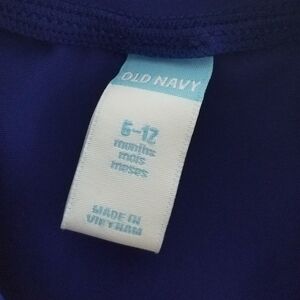 OLD NAVY
6-12
months
mois
meses
MADE IN
VIETNAM